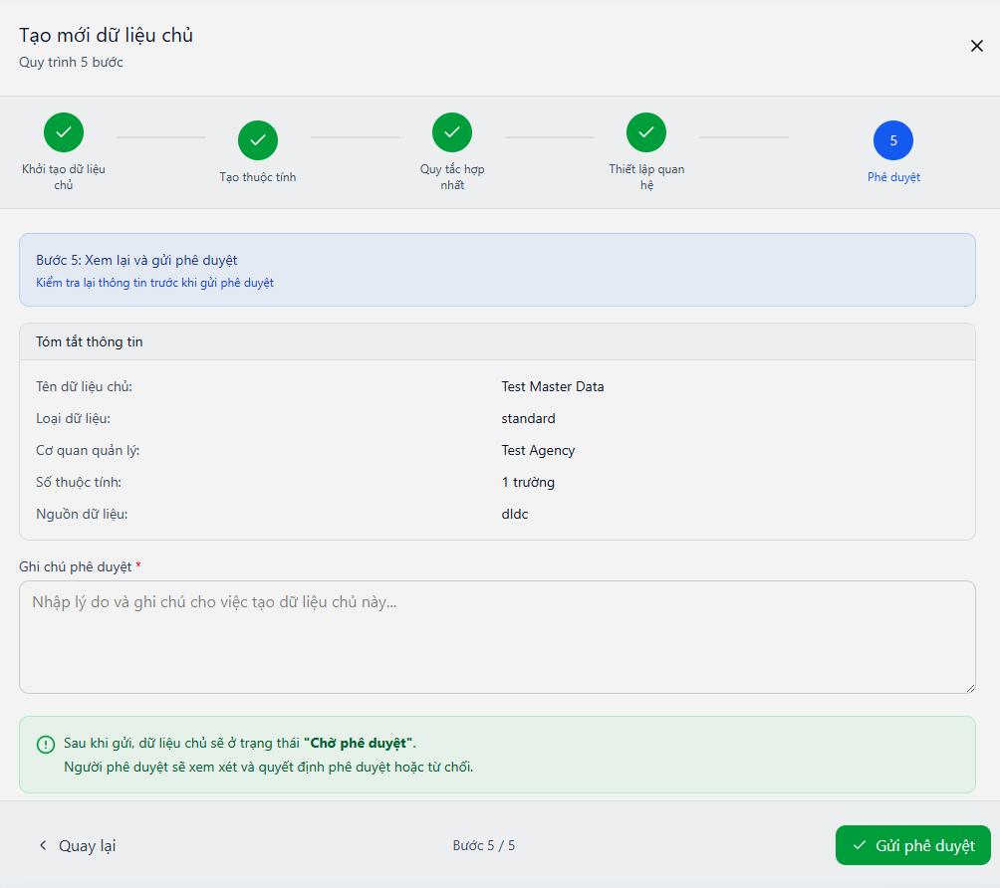 Tạo mới dữ liệu chủ
Quy trình 5 bước
Khởi tạo dữ liệu
chủ
Tạo thuộc tính
Quy tắc hợp
nhất
Thiết lập quan
hệ
5
Phê duyệt
Bước 5: Xem lại và gửi phê duyệt
Kiểm tra lại thông tin trước khi gửi phê duyệt
Tóm tắt thông tin
Tên dữ liệu chủ: Test Master Data
Loại dữ liệu: standard
Cơ quan quản lý: Test Agency
Số thuộc tính: 1 trường
Nguồn dữ liệu: dldc
Ghi chú phê duyệt *
Nhập lý do và ghi chú cho việc tạo dữ liệu chủ này...
Sau khi gửi, dữ liệu chủ sẽ ở trạng thái "Chờ phê duyệt".
Người phê duyệt sẽ xem xét và quyết định phê duyệt hoặc từ chối.
Quay lại
Bước 5 / 5
Gửi phê duyệt